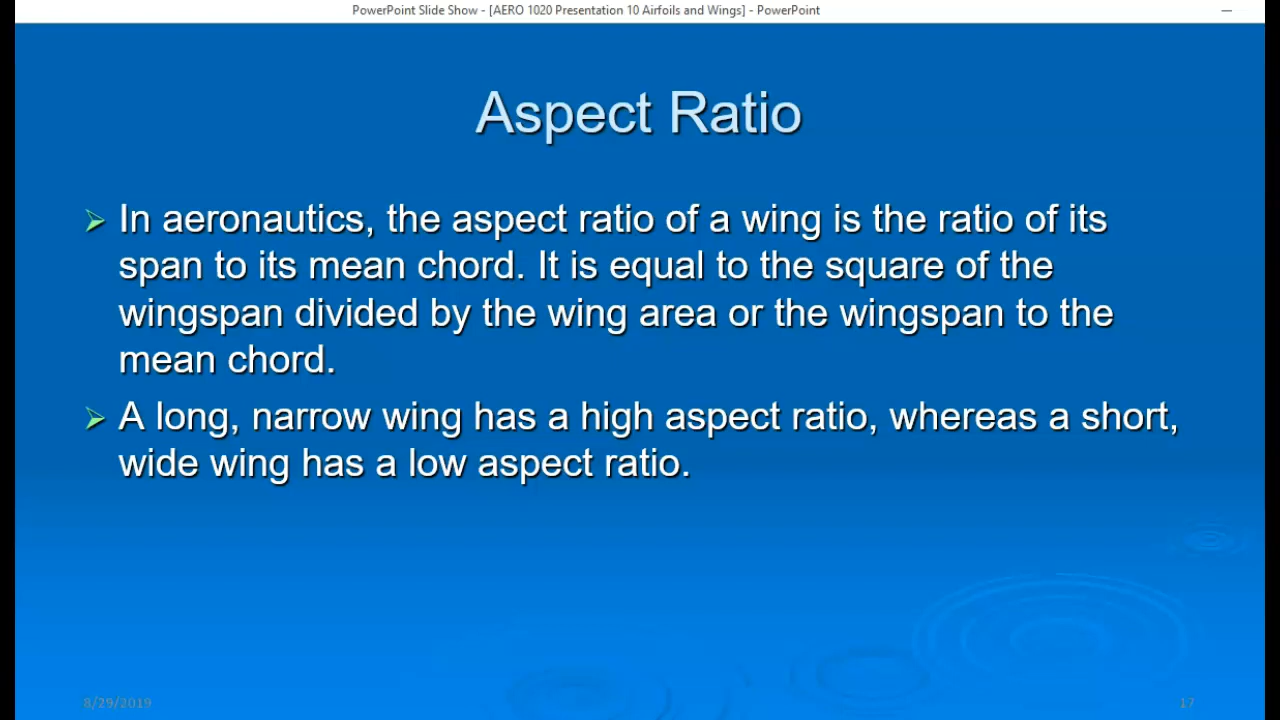 PowerPoint Slide Show - [AERO 1020 Presentation 10 Airfoils and Wings] - PowerPoint
Aspect Ratio
In aeronautics, the aspect ratio of a wing is the ratio of its
span to its mean chord. It is equal to the square of the
wingspan divided by the wing area or the wingspan to the
mean chord.
A long, narrow wing has a high aspect ratio, whereas a short,
wide wing has a low aspect ratio.
8/29/2019
17